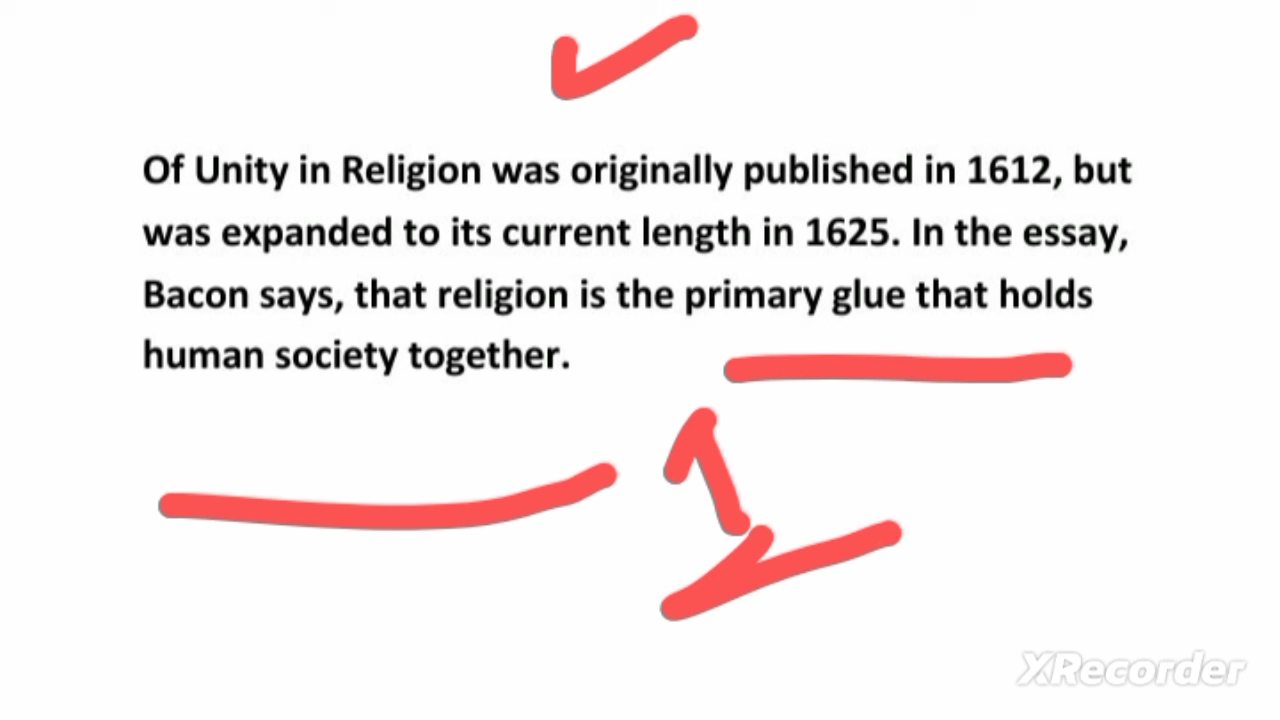 Of Unity in Religion was originally published in 1612, but
was expanded to its current length in 1625. In the essay,
Bacon says, that religion is the primary glue that holds
human society together.
XRecorder